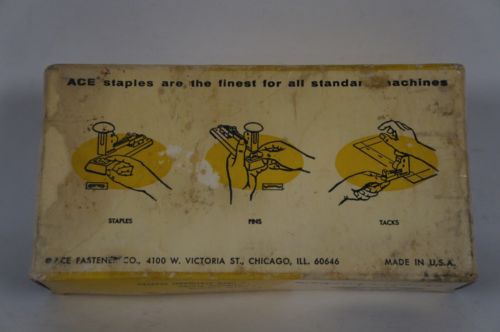 ACE staples are the finest for all standard machines
STAPLES PINS TACKS
© ACE FASTENER CO., 4100 W. VICTORIA ST., CHICAGO, ILL. 60646 MADE IN U.S.A.